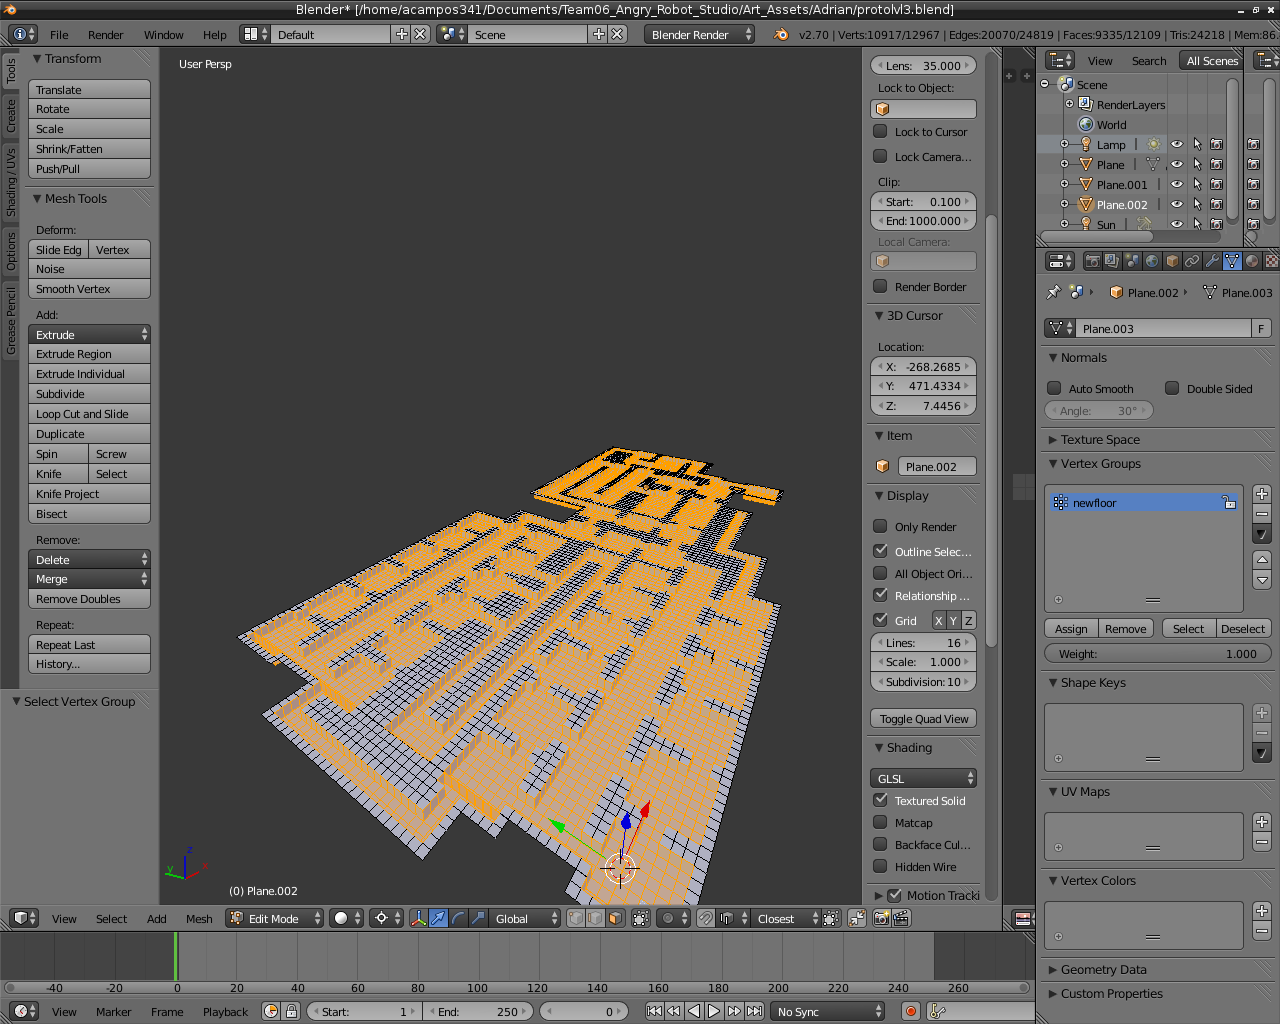 Blender* [/home/acampos341/Documents/Team06_Angry_Robot_Studio/Art_Assets/Adrian/protolvl3.blend]
File Render Window Help Default Scene Blender Render v2.70 | Verts:10917/12967 | Edges:20070/24819 | Faces:9335/12109 | Tris:24218 | Mem:86.
Tools
Create
Shading / UVs
Options
Grease Pencil
Transform
Translate
Rotate
Scale
Shrink/Fatten
Push/Pull
Mesh Tools
Deform:
Slide Edg Vertex
Noise
Smooth Vertex
Add:
Extrude
Extrude Region
Extrude Individual
Subdivide
Loop Cut and Slide
Duplicate
Spin Screw
Knife Select
Knife Project
Bisect
Remove:
Delete
Merge
Remove Doubles
Repeat:
Repeat Last
History...
Select Vertex Group
User Persp
z
y
x
(0) Plane.002
Lens: 35.000
Lock to Object:
Lock to Cursor
Lock Camera...
Clip:
Start: 0.100
End: 1000.000
Local Camera:
Render Border
3D Cursor
Location:
X: -268.2685
Y: 471.4334
Z: 7.4456
Item
Plane.002
Display
Only Render
Outline Selec...
All Object Ori...
Relationship ...
Grid X Y Z
Lines: 16
Scale: 1.000
Subdivision: 10
Toggle Quad View
Shading
GLSL
Textured Solid
Matcap
Backface Cul...
Hidden Wire
Motion Tracki
View Search All Scenes
Scene
RenderLayers
World
Lamp
Plane
Plane.001
Plane.002
Sun
Plane.002 Plane.003
Plane.003 F
Normals
Auto Smooth Double Sided
Angle: 30°
Texture Space
Vertex Groups
newfloor
Assign Remove Select Deselect
Weight: 1.000
Shape Keys
UV Maps
Vertex Colors
Geometry Data
Custom Properties
View Select Add Mesh Edit Mode Global Closest
-40 -20 0 20 40 60 80 100 120 140 160 180 200 220 240 260
View Marker Frame Playback Start: 1 End: 250 0 No Sync